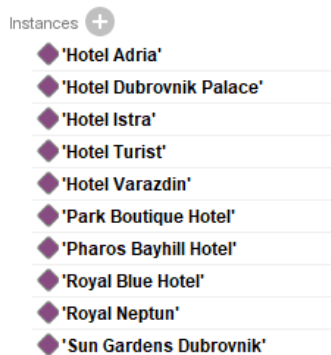 Instances
'Hotel Adria'
'Hotel Dubrovnik Palace'
'Hotel Istra'
'Hotel Turist'
'Hotel Varazdin'
'Park Boutique Hotel'
'Pharos Bayhill Hotel'
'Royal Blue Hotel'
'Royal Neptun'
'Sun Gardens Dubrovnik'